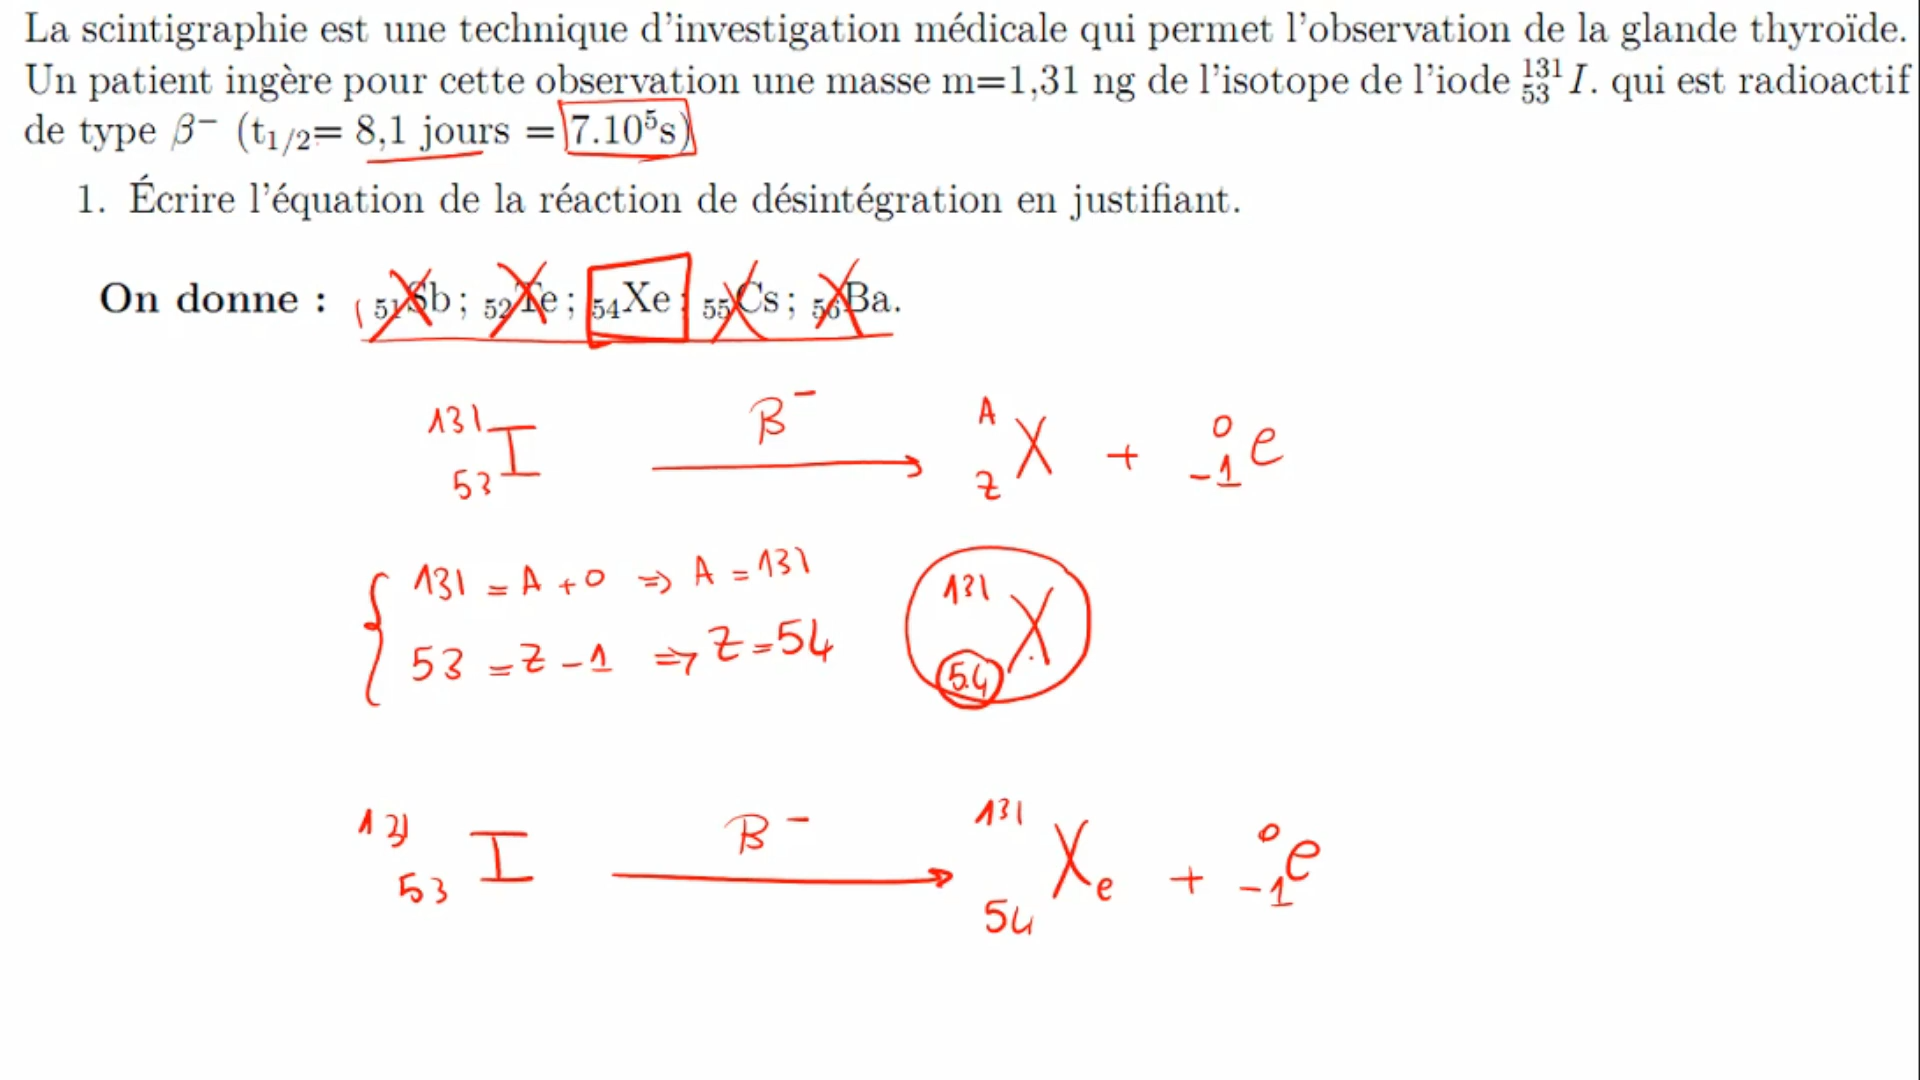 La scintigraphie est une technique d'investigation médicale qui permet l'observation de la glande thyroïde.
Un patient ingère pour cette observation une masse m=1,31 ng de l'isotope de l'iode ¹³¹₅₃I. qui est radioactif
de type β⁻ (t₁/₂= 8,1 jours = 7.10⁵s)
1. Écrire l'équation de la réaction de désintégration en justifiant.
On donne : ₅₁Sb ; ₅₂Te ; ₅₄Xe ; ₅₅Cs ; ₅₆Ba.
¹³¹₅₃I —β⁻→ ᴬ_Z X + ⁰₋₁e
131 = A + 0 ⇒ A = 131 ¹³¹₅₄X
53 = Z - 1 ⇒ Z = 54
¹³¹₅₃I —β⁻→ ¹³¹₅₄Xe + ⁰₋₁e